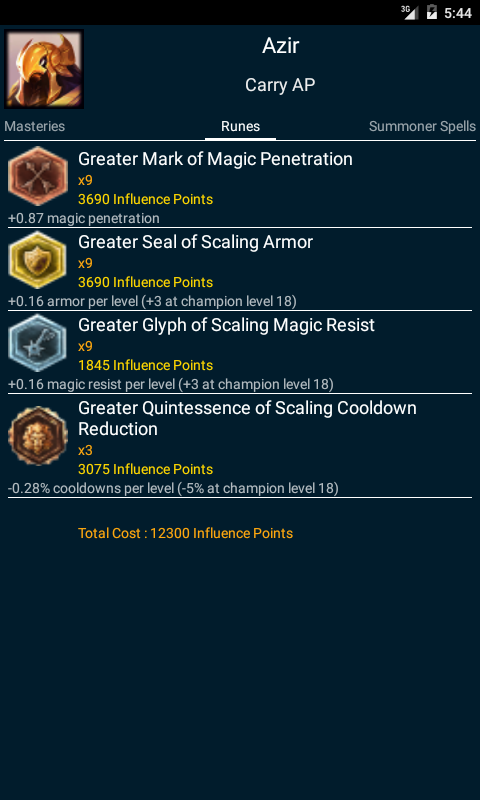 3G
5:44
Azir
Carry AP
Masteries
Runes
Summoner Spells
Greater Mark of Magic Penetration
x9
3690 Influence Points
+0.87 magic penetration
Greater Seal of Scaling Armor
x9
3690 Influence Points
+0.16 armor per level (+3 at champion level 18)
Greater Glyph of Scaling Magic Resist
x9
1845 Influence Points
+0.16 magic resist per level (+3 at champion level 18)
Greater Quintessence of Scaling Cooldown
Reduction
x3
3075 Influence Points
-0.28% cooldowns per level (-5% at champion level 18)
Total Cost : 12300 Influence Points